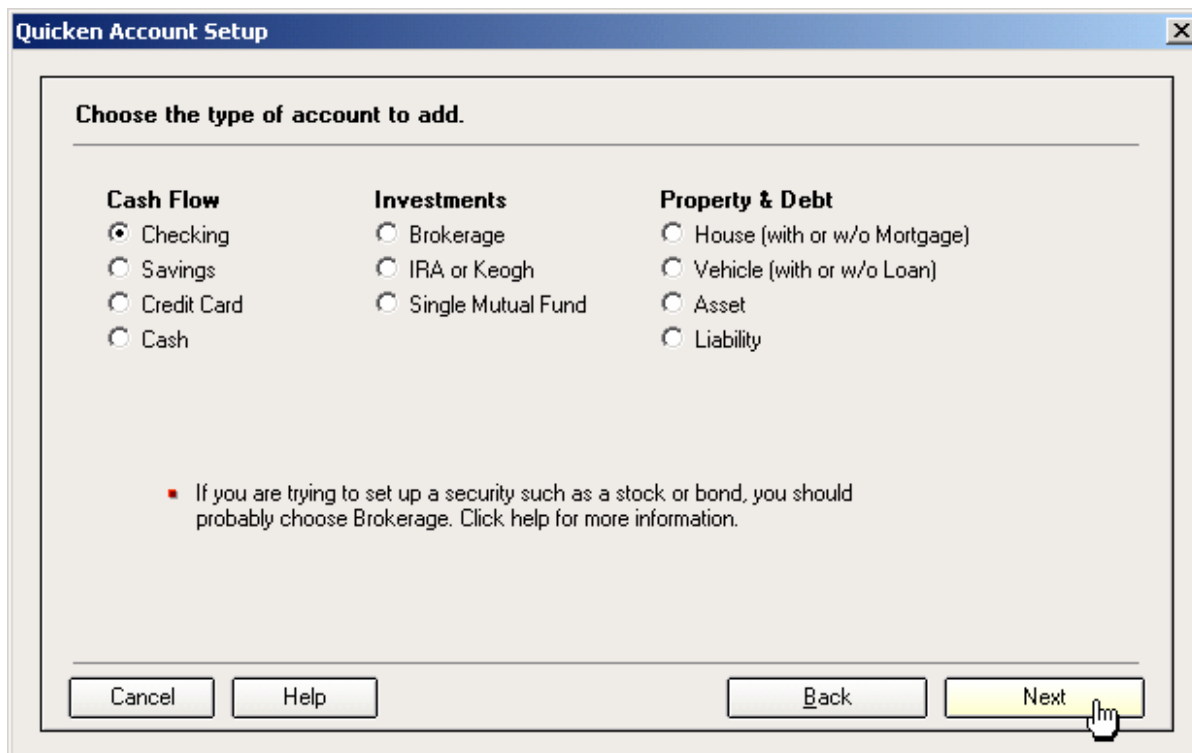 Quicken Account Setup
Choose the type of account to add.
Cash Flow
Checking
Savings
Credit Card
Cash
Investments
Brokerage
IRA or Keogh
Single Mutual Fund
Property & Debt
House (with or w/o Mortgage)
Vehicle (with or w/o Loan)
Asset
Liability
If you are trying to set up a security such as a stock or bond, you should
probably choose Brokerage. Click help for more information.
Cancel
Help
Back
Next